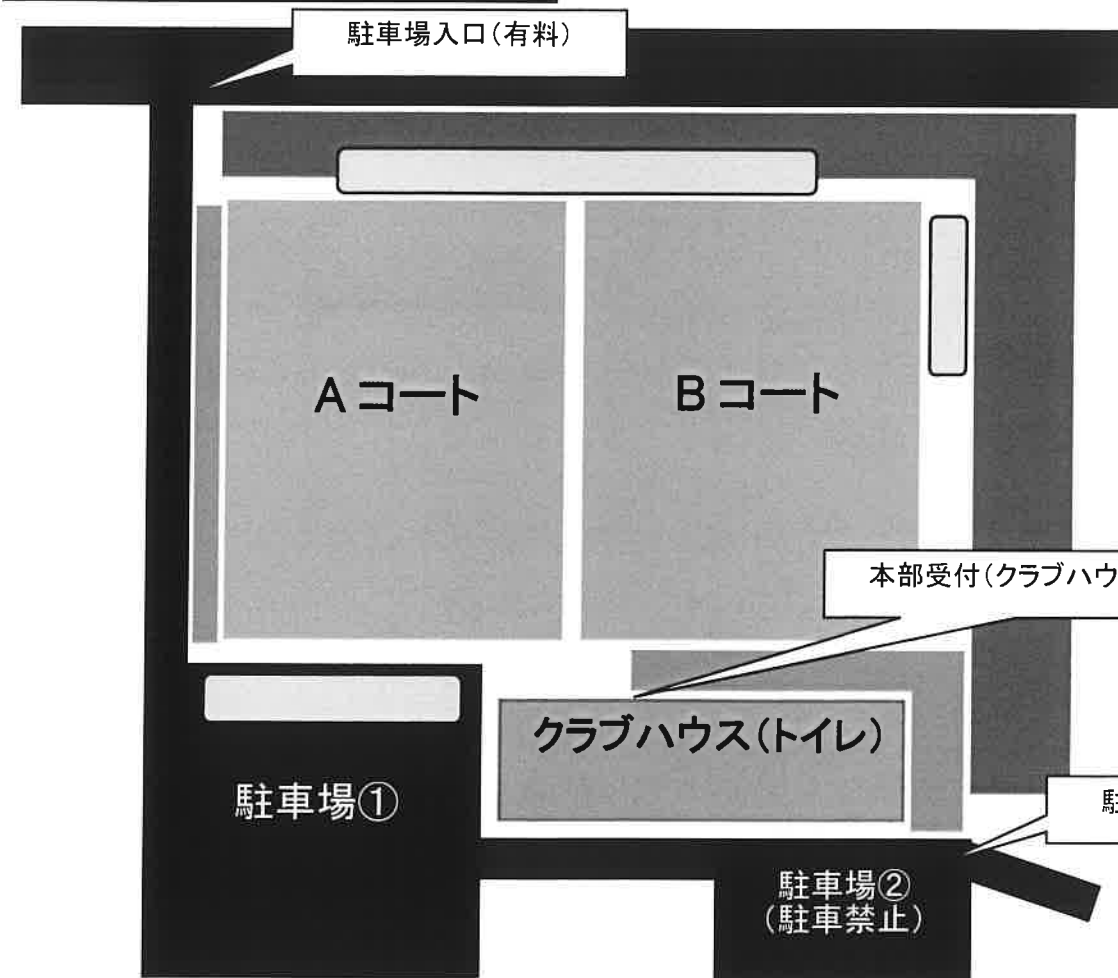 駐車場入口(有料)
Aコート
Bコート
本部受付(クラブハウ
クラブハウス(トイレ)
駐車場①
駐
駐車場②
(駐車禁止)